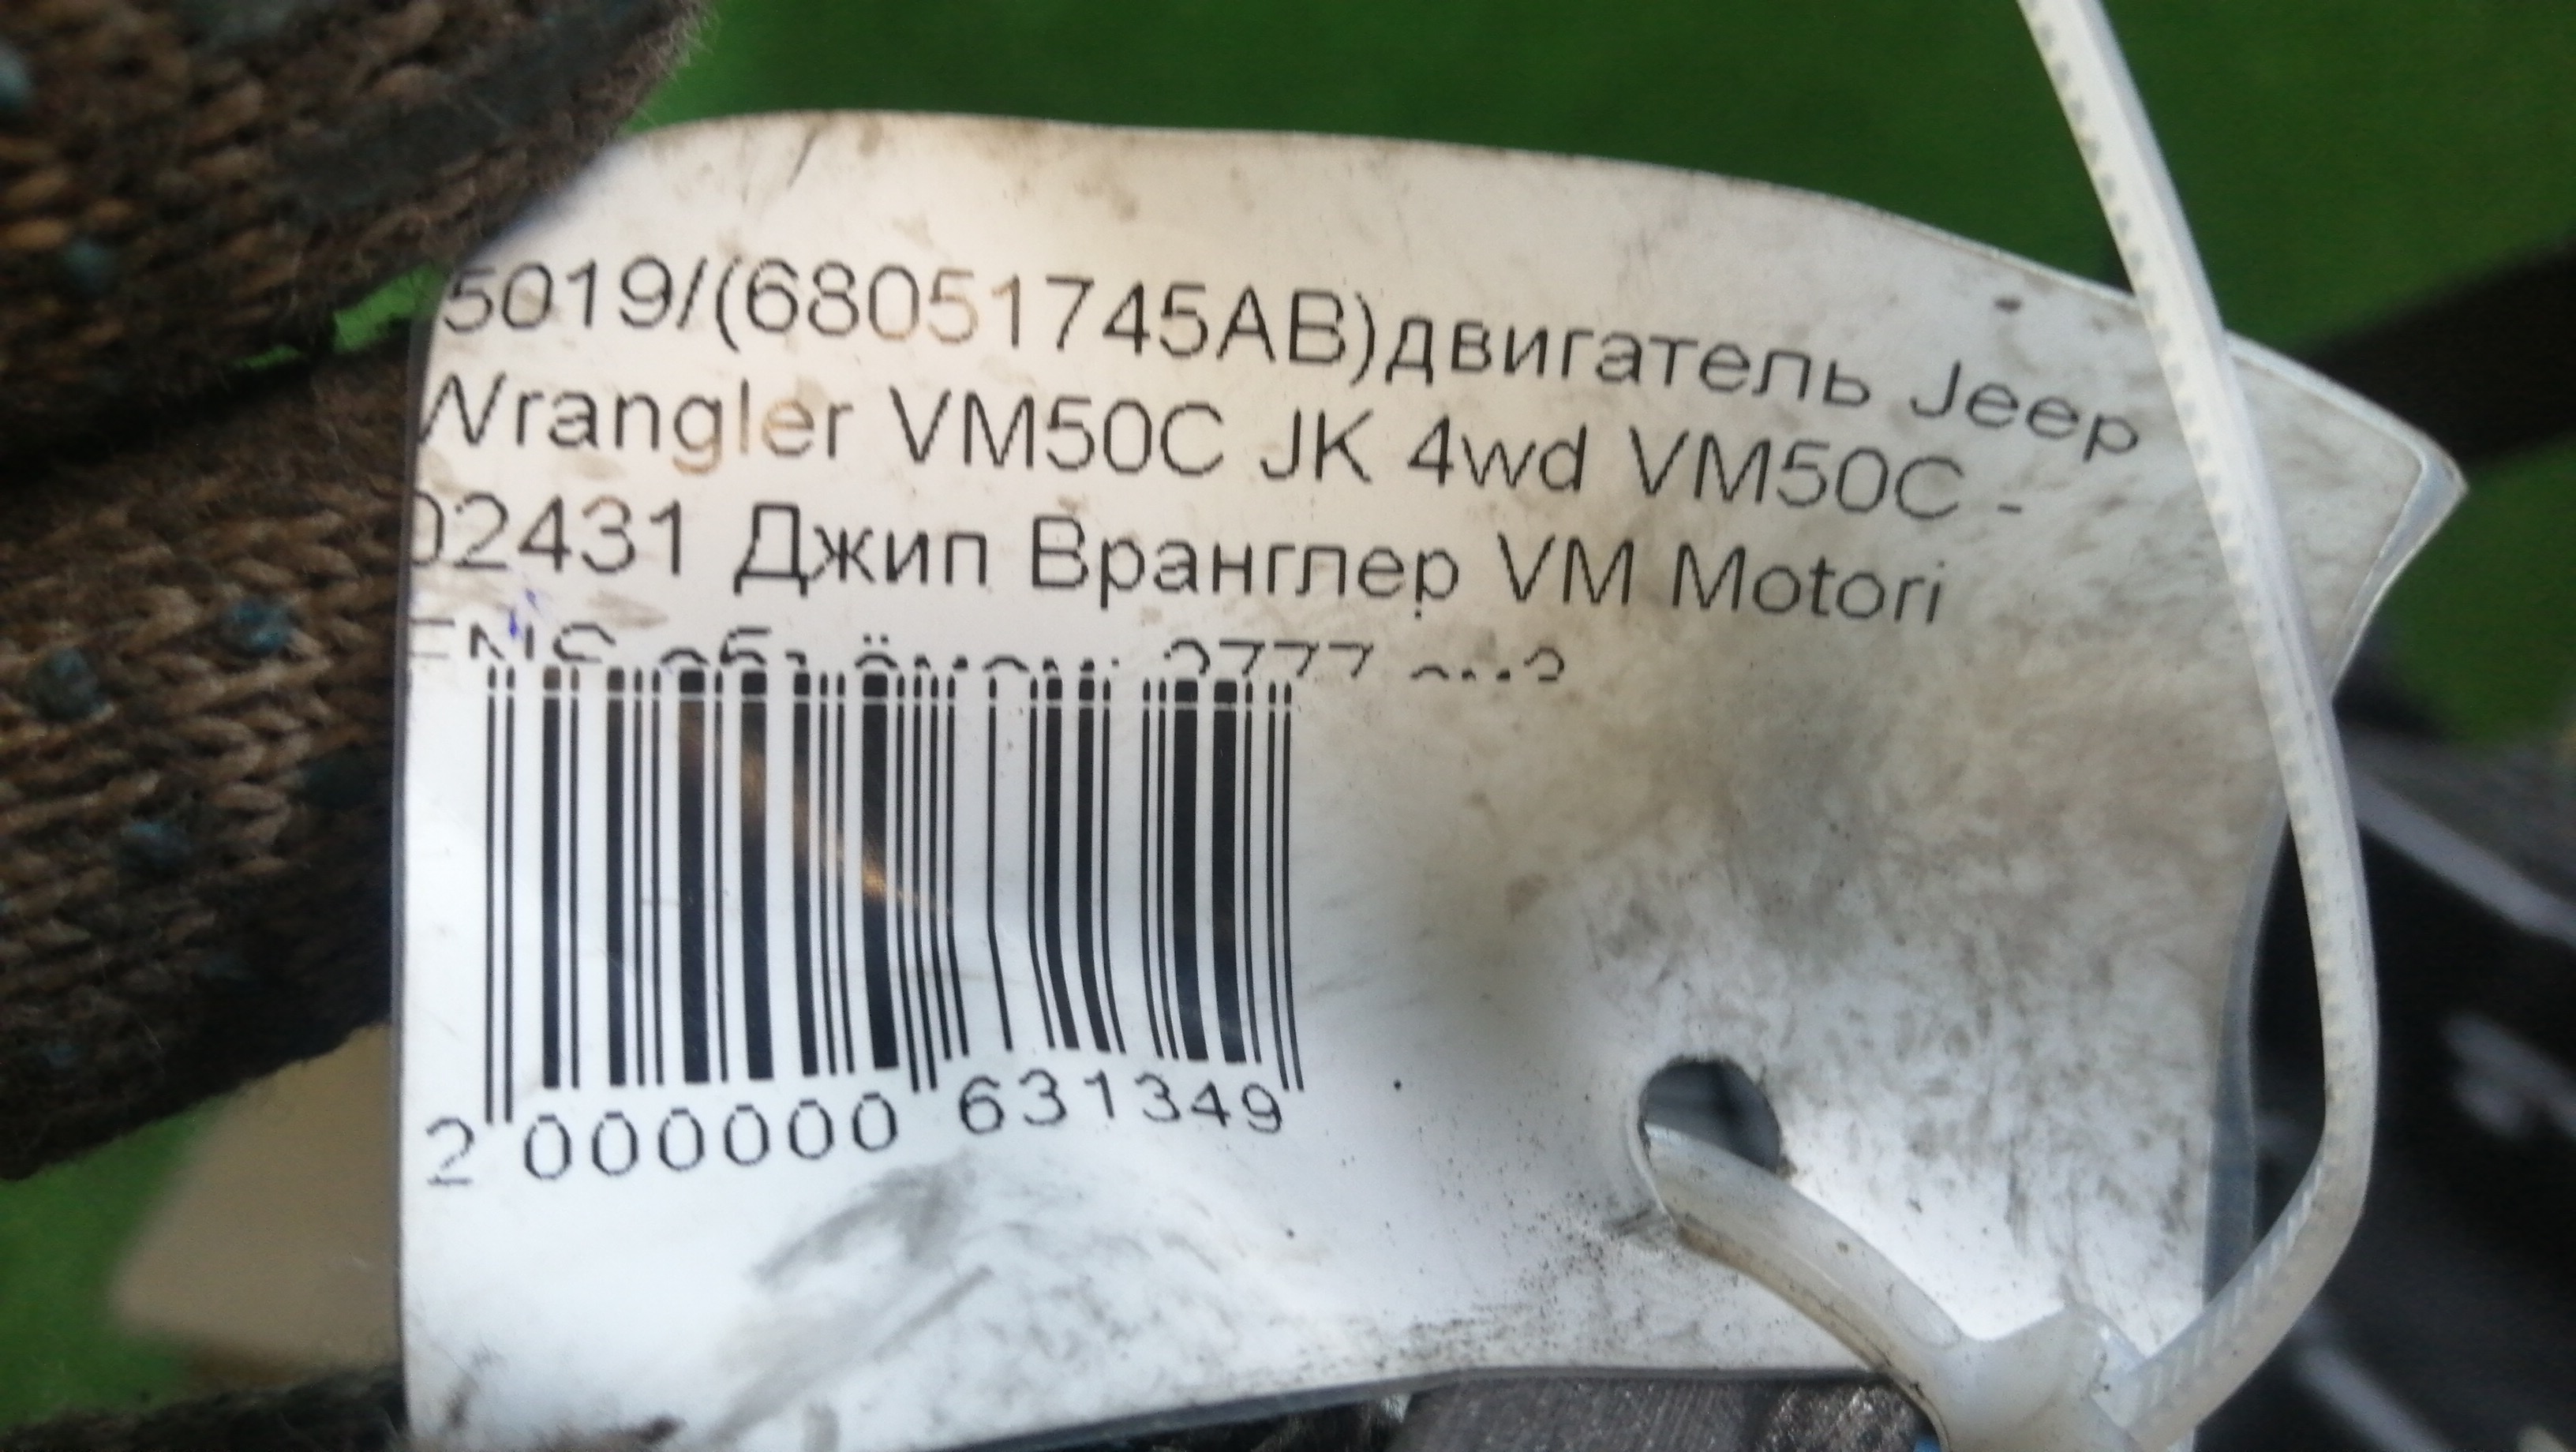 5019/(68051745AB)двигатель Jeep
Wrangler VM50C JK 4wd VM50C -
02431 Джип Вранглер VM Motori
2 000000 631349